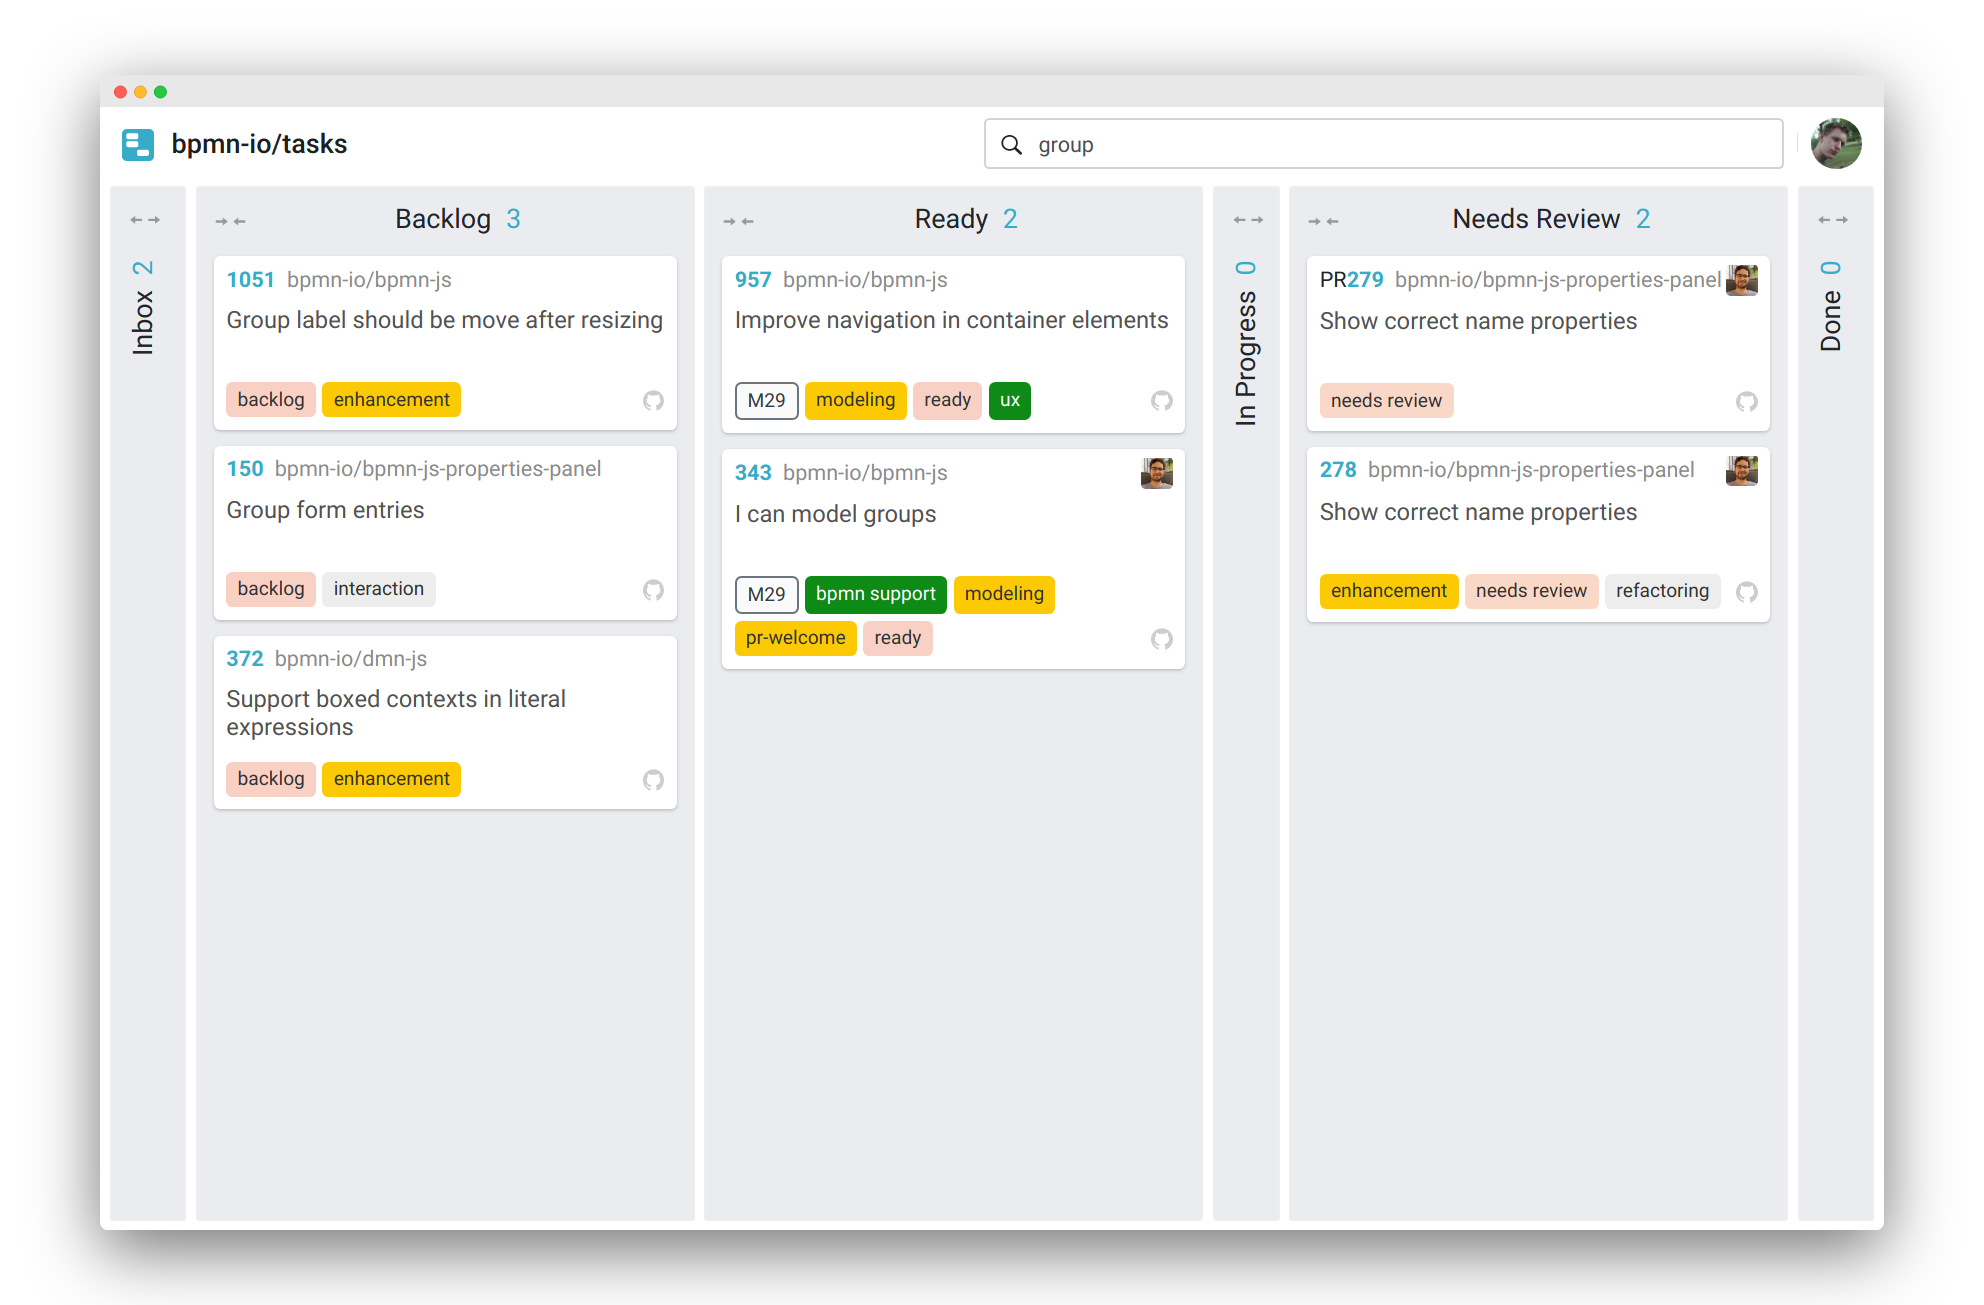 bpmn-io/tasks
group
Inbox 2
Backlog 3
1051 bpmn-io/bpmn-js
Group label should be move after resizing
backlog enhancement
150 bpmn-io/bpmn-js-properties-panel
Group form entries
backlog interaction
372 bpmn-io/dmn-js
Support boxed contexts in literal
expressions
backlog enhancement
Ready 2
957 bpmn-io/bpmn-js
Improve navigation in container elements
M29 modeling ready ux
343 bpmn-io/bpmn-js
I can model groups
M29 bpmn support modeling
pr-welcome ready
In Progress 0
Needs Review 2
PR279 bpmn-io/bpmn-js-properties-panel
Show correct name properties
needs review
278 bpmn-io/bpmn-js-properties-panel
Show correct name properties
enhancement needs review refactoring
Done 0